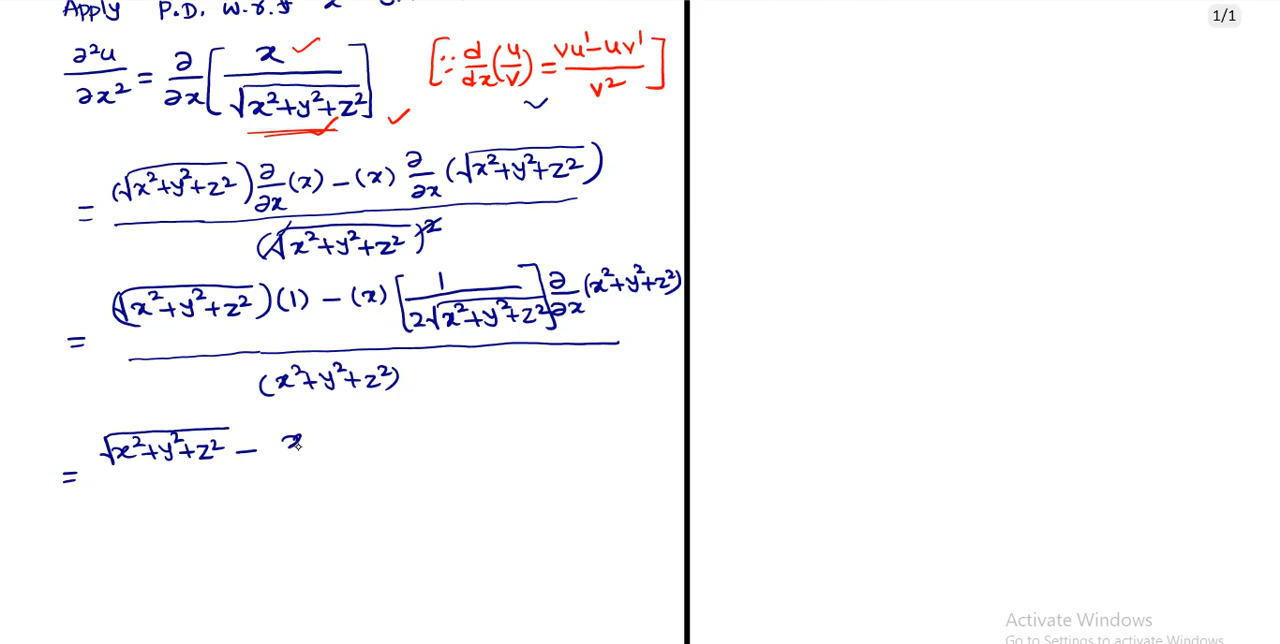 Apply P.D. w.r.t x
1/1
∂²u/∂x² = ∂/∂x [x/√(x²+y²+z²)] [∵ d/dx (u/v) = (vu' - uv')/v²]
= ((√(x²+y²+z²)) ∂/∂x (x) - (x) ∂/∂x (√(x²+y²+z²)))/(√(x²+y²+z²))²
= ((√(x²+y²+z²)) (1) - (x) [1/(2√(x²+y²+z²))] ∂/∂x (x²+y²+z²))/(x²+y²+z²)
= √(x²+y²+z²) - x
Activate Windows
Go to Settings to activate Windows.